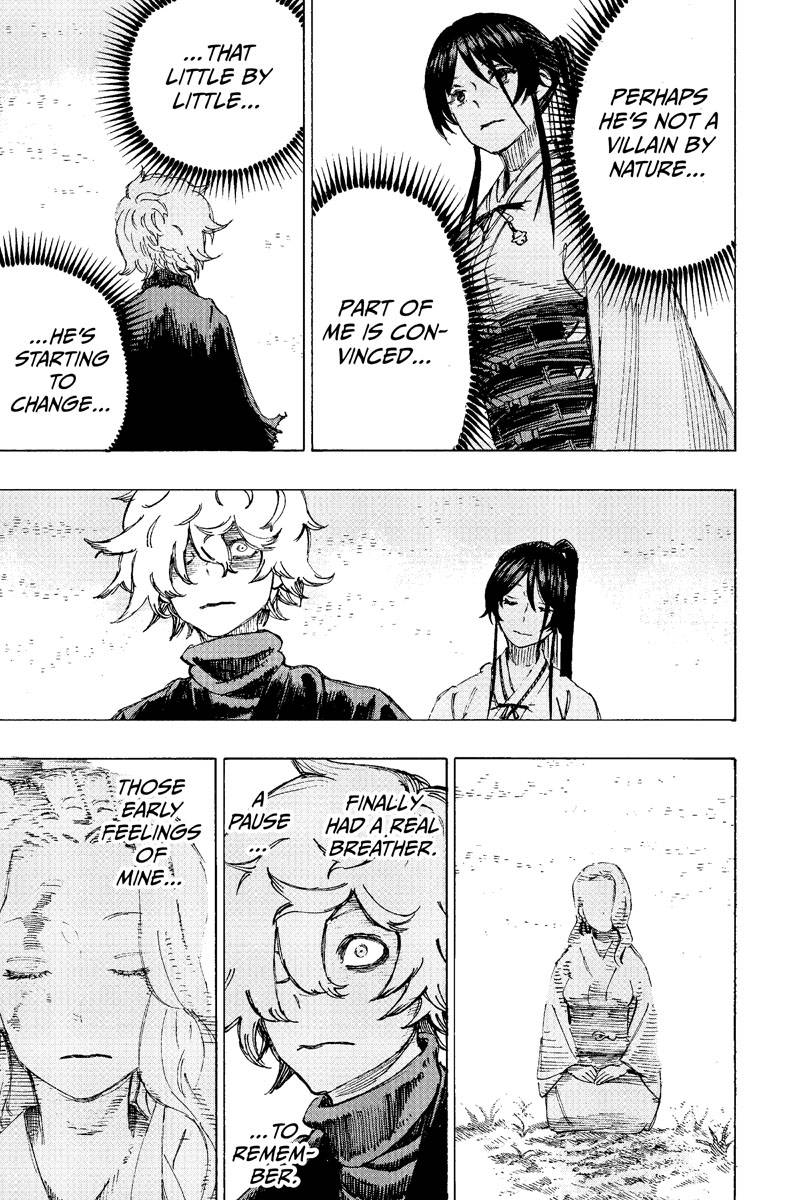 PERHAPS
HE'S NOT A
VILLAIN BY
NATURE...
PART OF
ME IS CON-
VINCED...
...THAT
LITTLE BY
LITTLE...
...HE'S
STARTING
TO
CHANGE...
FINALLY
HAD A REAL
BREATHER.
A
PAUSE
...
...TO
REMEM-
BER.
THOSE
EARLY
FEELINGS
OF
MINE...